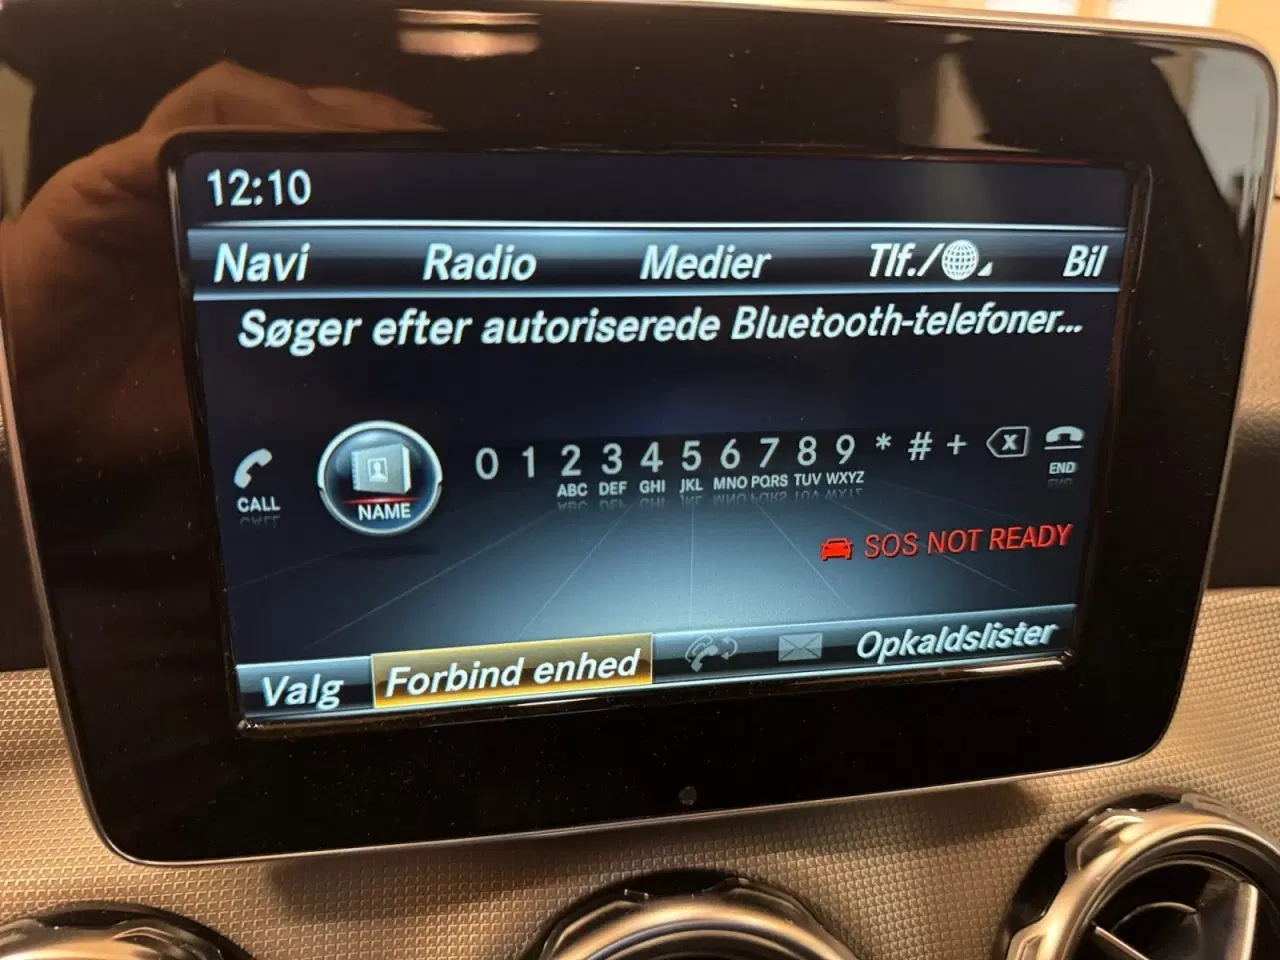 12:10
Navi Radio Medier Tlf./ Bil
Søger efter autoriserede Bluetooth-telefoner...
CALL NAME 0 1 2 3 4 5 6 7 8 9 * # + X END
ABC DEF GHI JKL MNO PQRS TUV WXYZ
SOS NOT READY
Valg Forbind enhed Opkaldslister